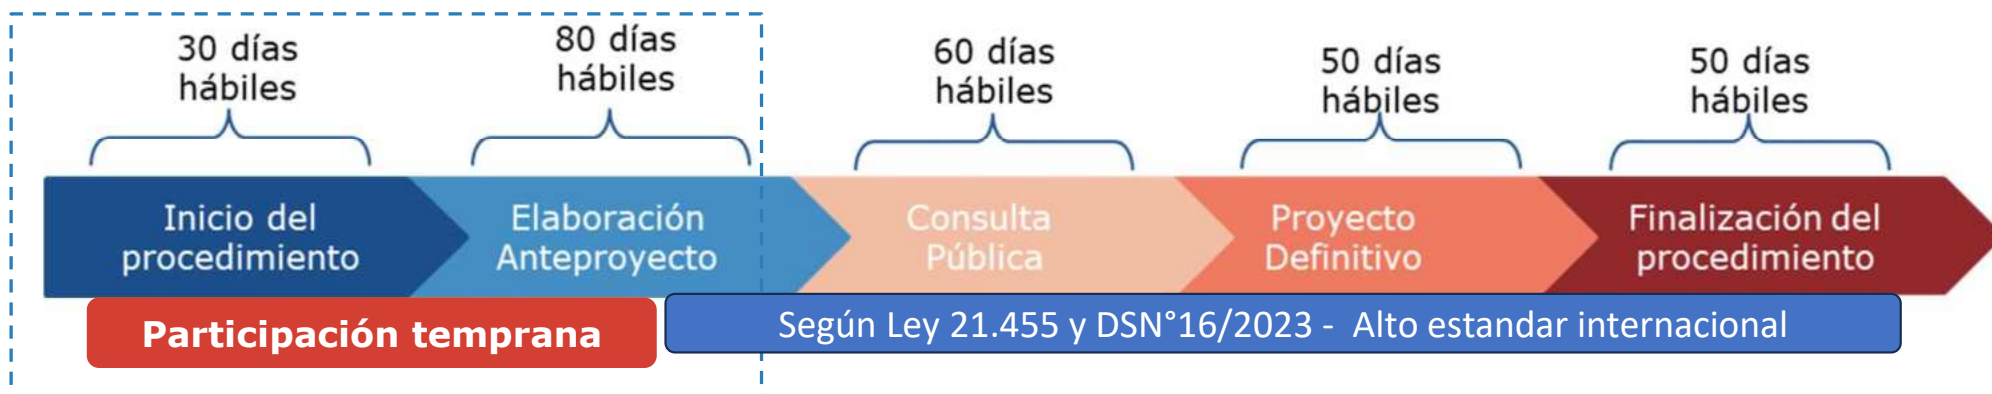 30 días
hábiles
80 días
hábiles
60 días
hábiles
50 días
hábiles
50 días
hábiles
Inicio del
procedimiento
Elaboración
Anteproyecto
Consulta
Pública
Proyecto
Definitivo
Finalización del
procedimiento
Participación temprana
Según Ley 21.455 y DSN°16/2023 - Alto estandar internacional